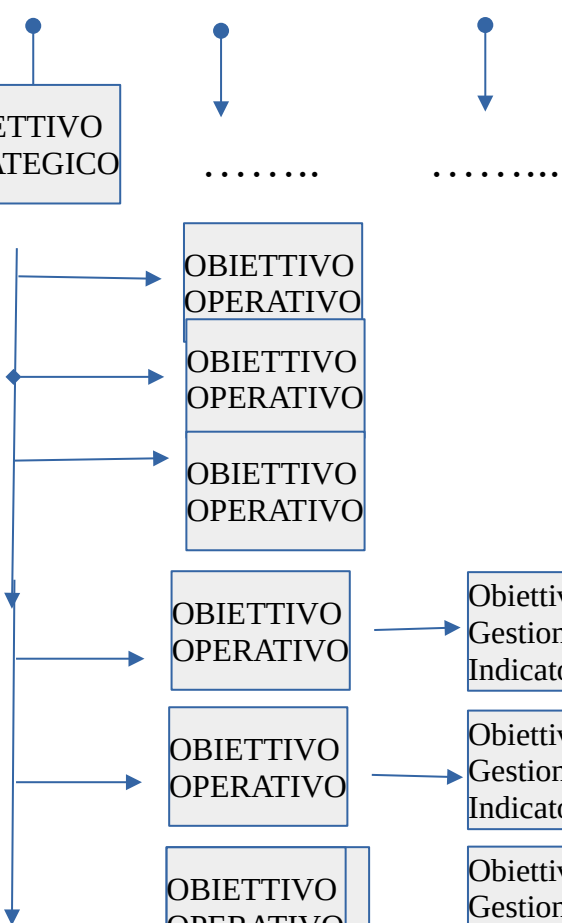 ETTIVO
ATEGICO
........
.........
OBIETTIVO
OPERATIVO
OBIETTIVO
OPERATIVO
OBIETTIVO
OPERATIVO
OBIETTIVO
OPERATIVO
Obiettiv
Gestion
Indicato
OBIETTIVO
OPERATIVO
Obiettiv
Gestion
Indicato
OBIETTIVO
OPERATIVO
Obiettiv
Gestion